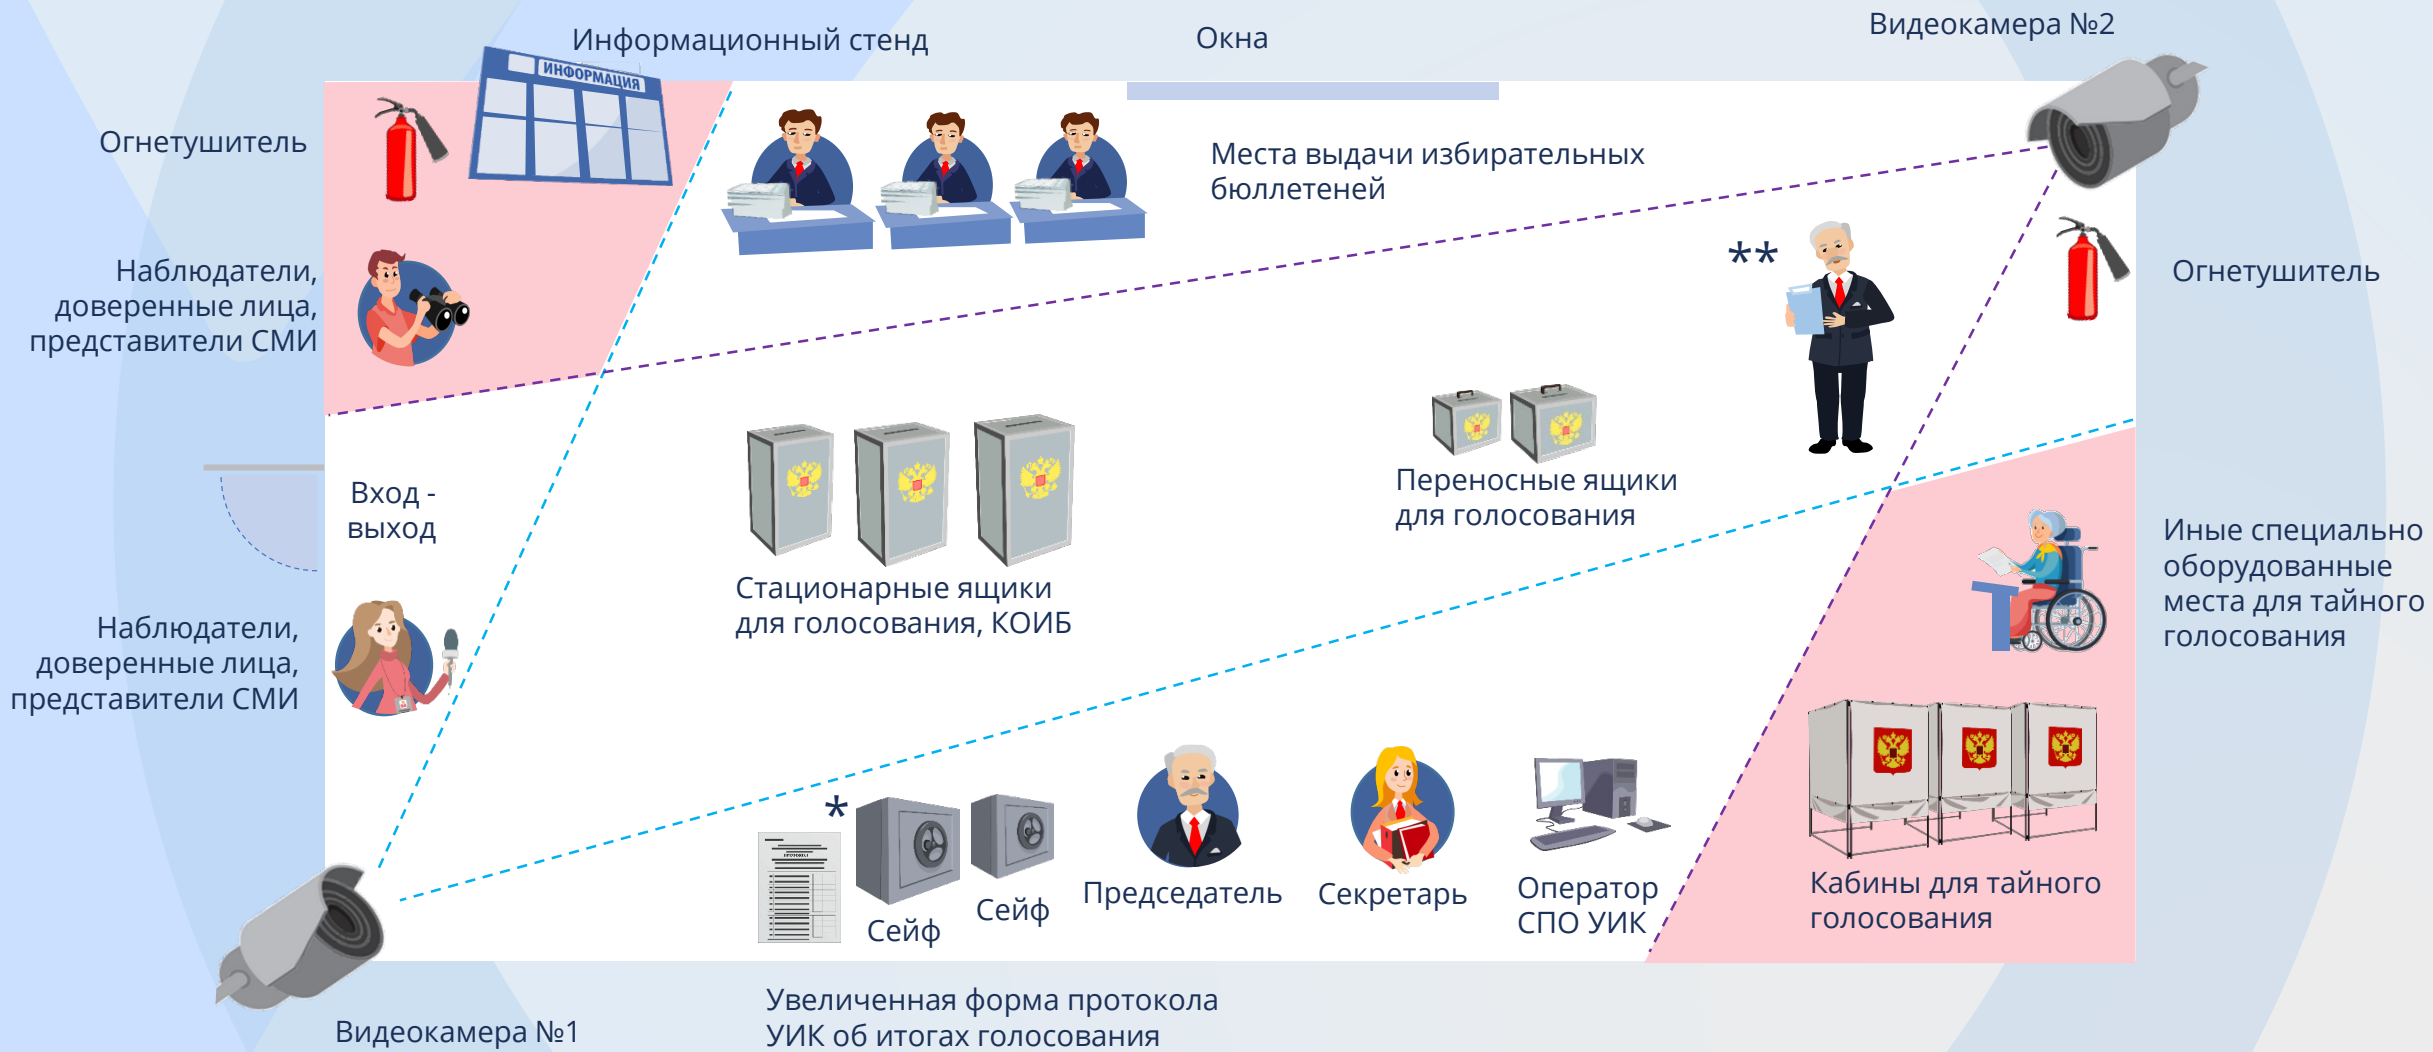 Информационный стенд
Окна
Видеокамера №2
ИНФОРМАЦИЯ
Огнетушитель
Места выдачи избирательных
бюллетеней
**
Наблюдатели,
доверенные лица,
представители СМИ
Огнетушитель
Вход -
выход
Переносные ящики
для голосования
Иные специально
оборудованные
места для тайного
голосования
Стационарные ящики
для голосования, КОИБ
Наблюдатели,
доверенные лица,
представители СМИ
*
ПРОТОКОЛ
Сейф
Сейф
Председатель
Секретарь
Оператор
СПО УИК
Кабины для тайного
голосования
Увеличенная форма протокола
УИК об итогах голосования
Видеокамера №1